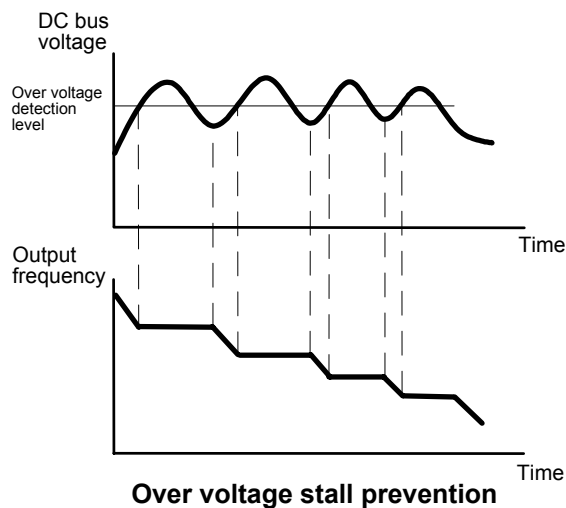 DC bus
voltage
Over voltage
detection
level
Time
Output
frequency
Time
Over voltage stall prevention